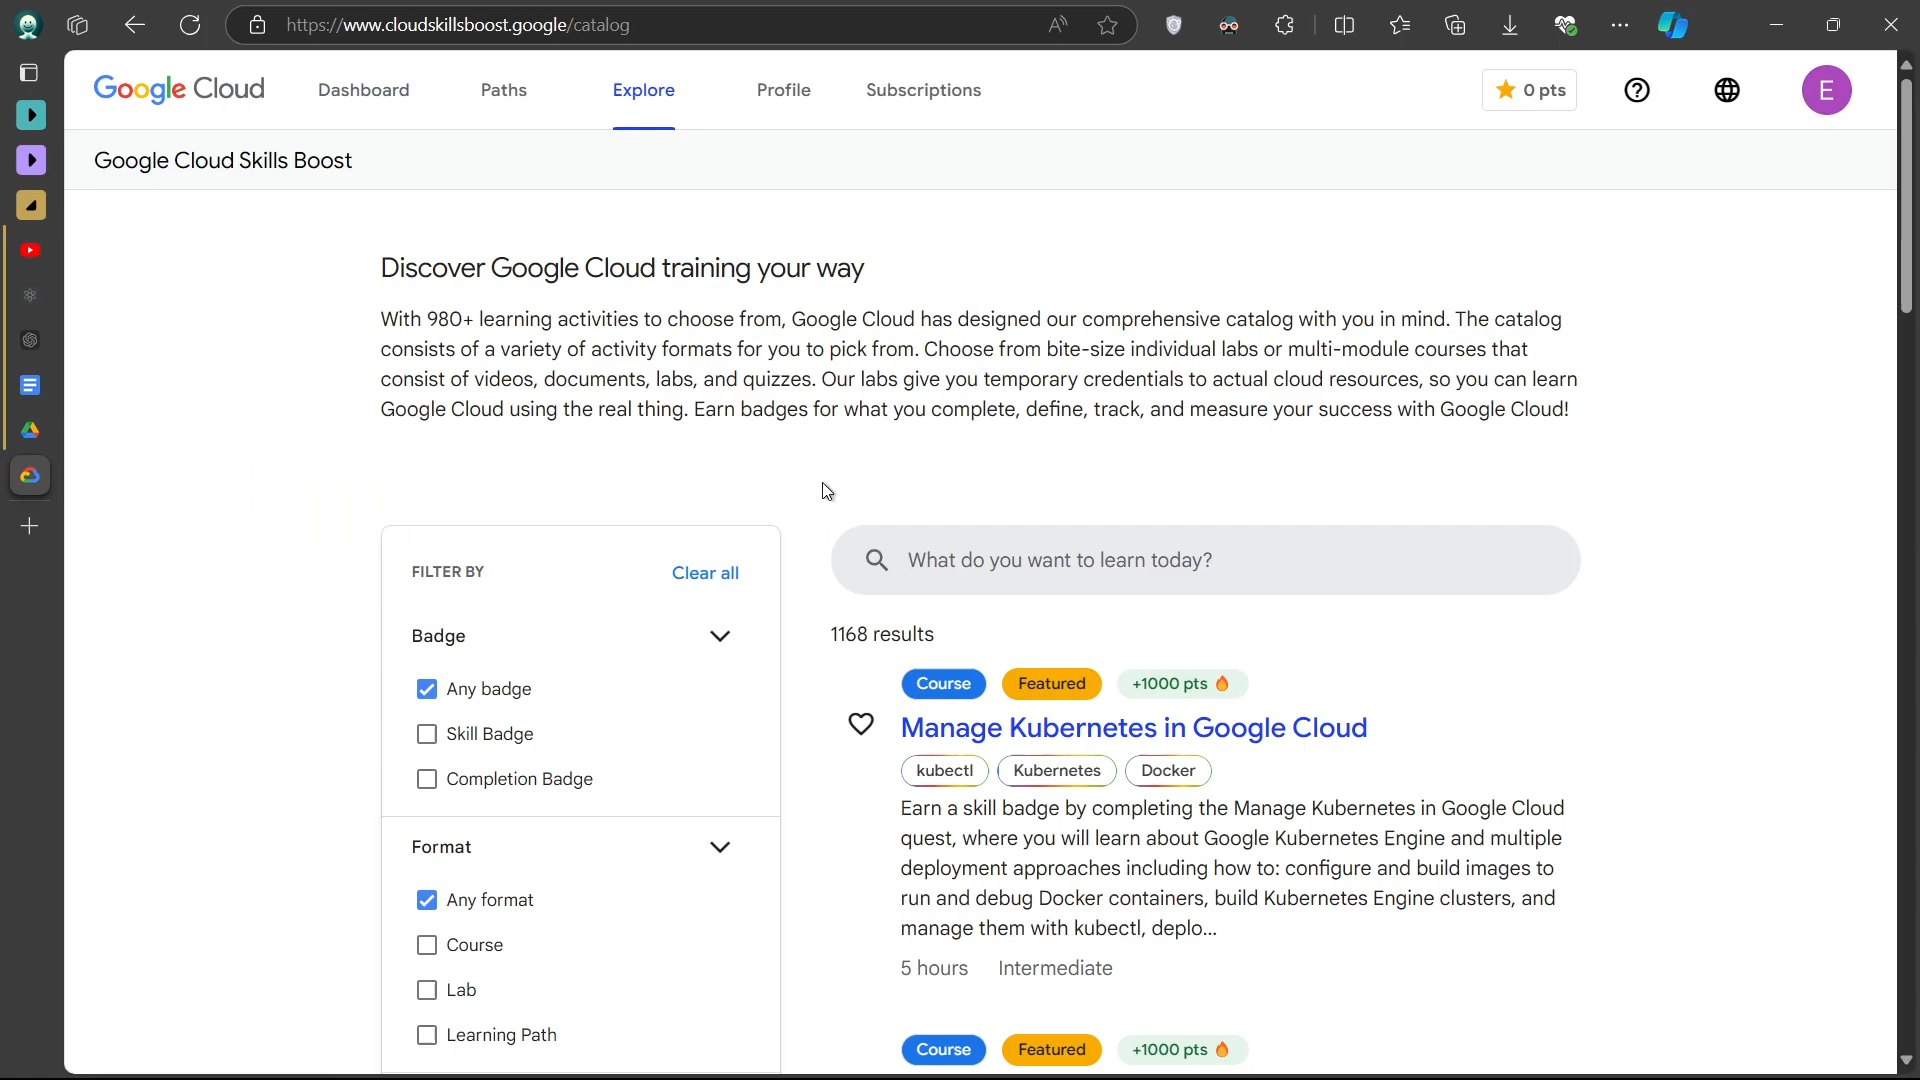 https://www.cloudskillsboost.google/catalog
Google Cloud
Dashboard
Paths
Explore
Profile
Subscriptions
0 pts
E
Google Cloud Skills Boost
Discover Google Cloud training your way
With 980+ learning activities to choose from, Google Cloud has designed our comprehensive catalog with you in mind. The catalog
consists of a variety of activity formats for you to pick from. Choose from bite-size individual labs or multi-module courses that
consist of videos, documents, labs, and quizzes. Our labs give you temporary credentials to actual cloud resources, so you can learn
Google Cloud using the real thing. Earn badges for what you complete, define, track, and measure your success with Google Cloud!
FILTER BY
Clear all
Badge
Any badge
Skill Badge
Completion Badge
Format
Any format
Course
Lab
Learning Path
What do you want to learn today?
1168 results
Course
Featured
+1000 pts
Manage Kubernetes in Google Cloud
kubectl
Kubernetes
Docker
Earn a skill badge by completing the Manage Kubernetes in Google Cloud
quest, where you will learn about Google Kubernetes Engine and multiple
deployment approaches including how to: configure and build images to
run and debug Docker containers, build Kubernetes Engine clusters, and
manage them with kubectl, deplo...
5 hours
Intermediate
Course
Featured
+1000 pts